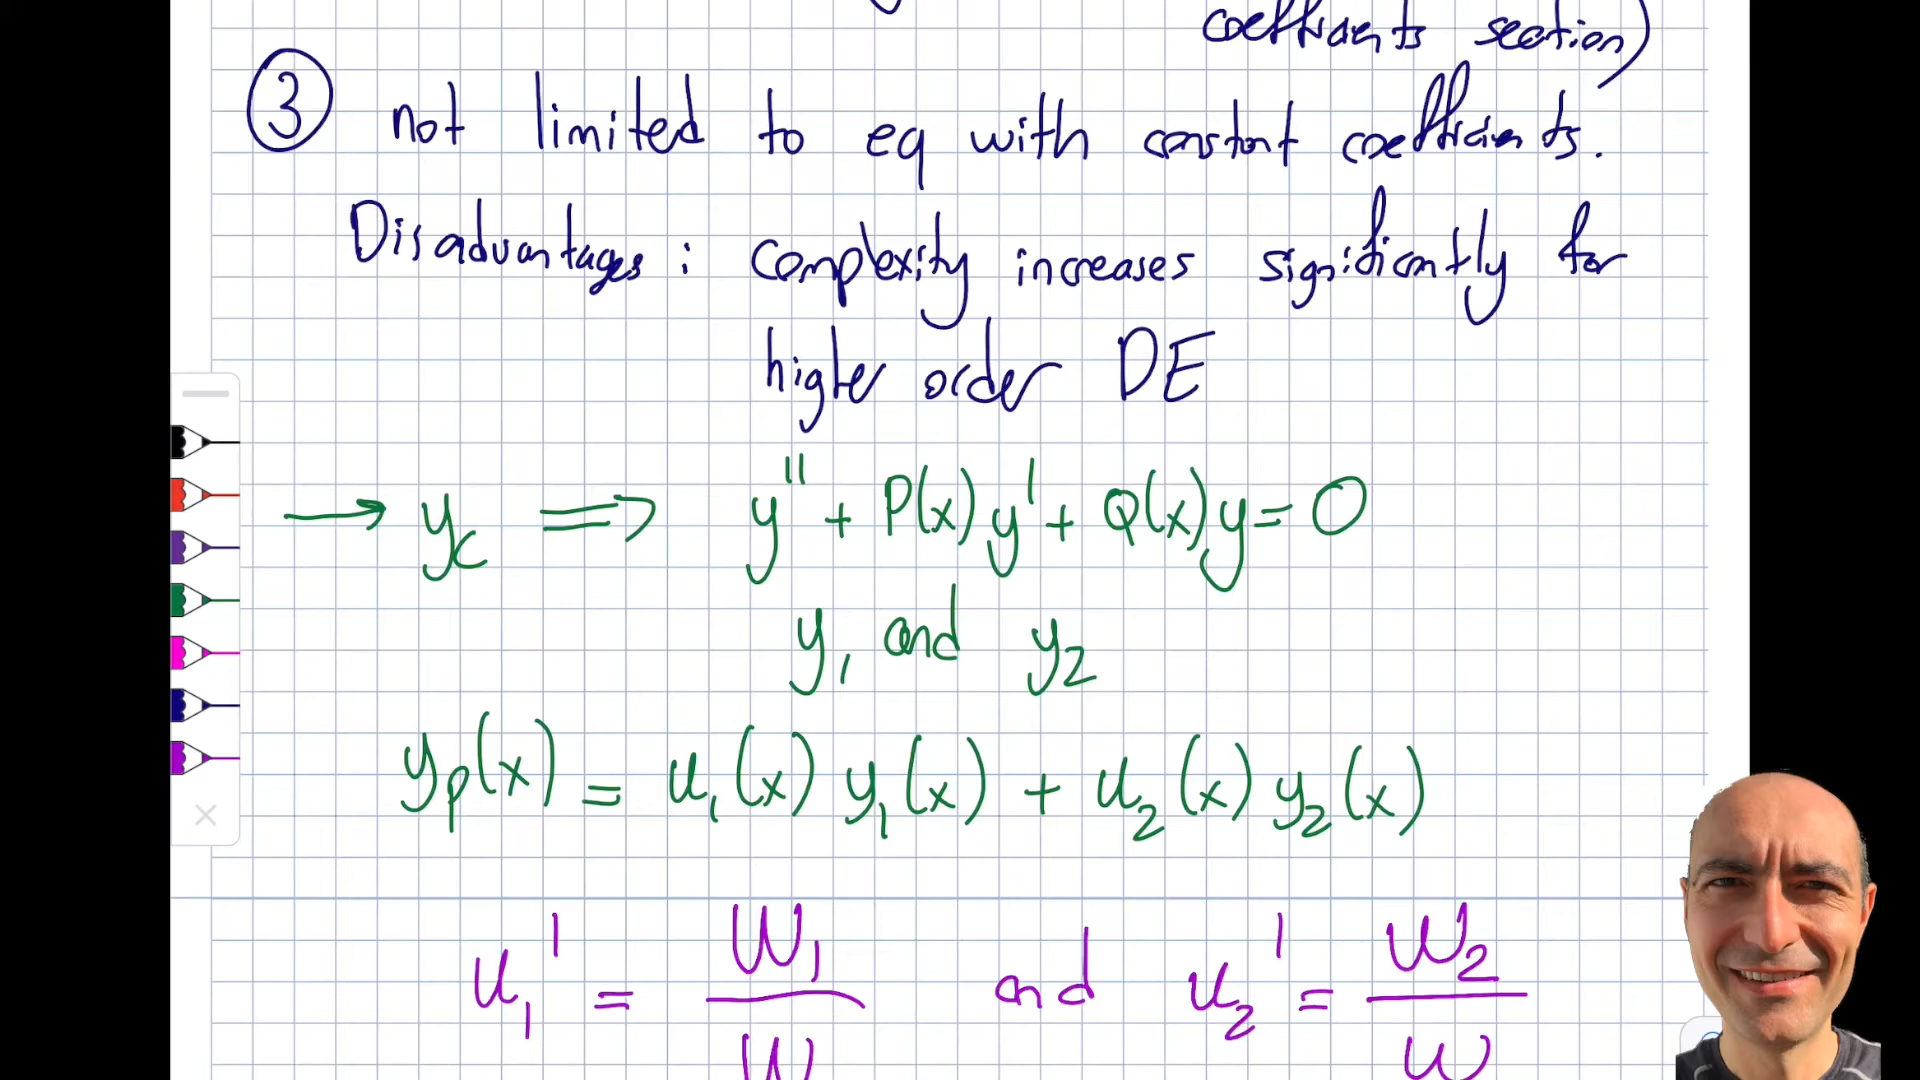 coefficients section)
③ not limited to eq with constant coefficients.
Disadvantages : complexity increases significantly for
higher order DE
→ yc ⟹ y'' + P(x) y' + Q(x) y = 0
y1 and y2
yp(x) = u1(x) y1(x) + u2(x) y2(x)
u1' = W1/W and u2' = W2/W